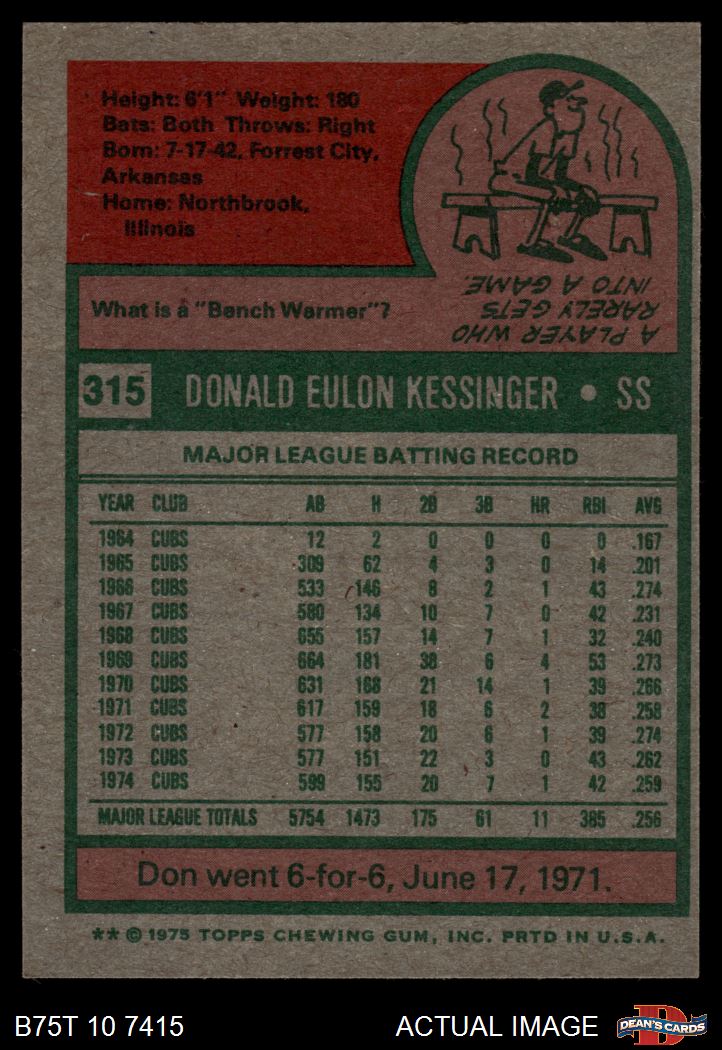 Height: 6'1" Weight: 180
Bats: Both Throws: Right
Born: 7-17-42, Forrest City,
Arkansas
Home: Northbrook,
Illinois
What is a "Bench Warmer"?
A PLAYER WHO
RARELY GETS
INTO A GAME.
315 DONALD EULON KESSINGER • SS
MAJOR LEAGUE BATTING RECORD
YEAR CLUB AB H 2B 3B HR RBI AVG
1964 CUBS 12 2 0 0 0 0 .167
1965 CUBS 309 62 4 3 0 14 .201
1966 CUBS 533 146 8 2 1 43 .274
1967 CUBS 580 134 10 7 0 42 .231
1968 CUBS 655 157 14 7 1 32 .240
1969 CUBS 664 181 38 6 4 53 .273
1970 CUBS 631 168 21 14 1 39 .266
1971 CUBS 617 159 18 6 2 38 .258
1972 CUBS 577 158 20 6 1 39 .274
1973 CUBS 577 151 22 3 0 43 .262
1974 CUBS 599 155 20 7 1 42 .259
MAJOR LEAGUE TOTALS 5754 1473 175 61 11 385 .256
Don went 6-for-6, June 17, 1971.
** © 1975 TOPPS CHEWING GUM, INC. PRTD IN U.S.A.
B75T 10 7415 ACTUAL IMAGE DEAN'S CARDS